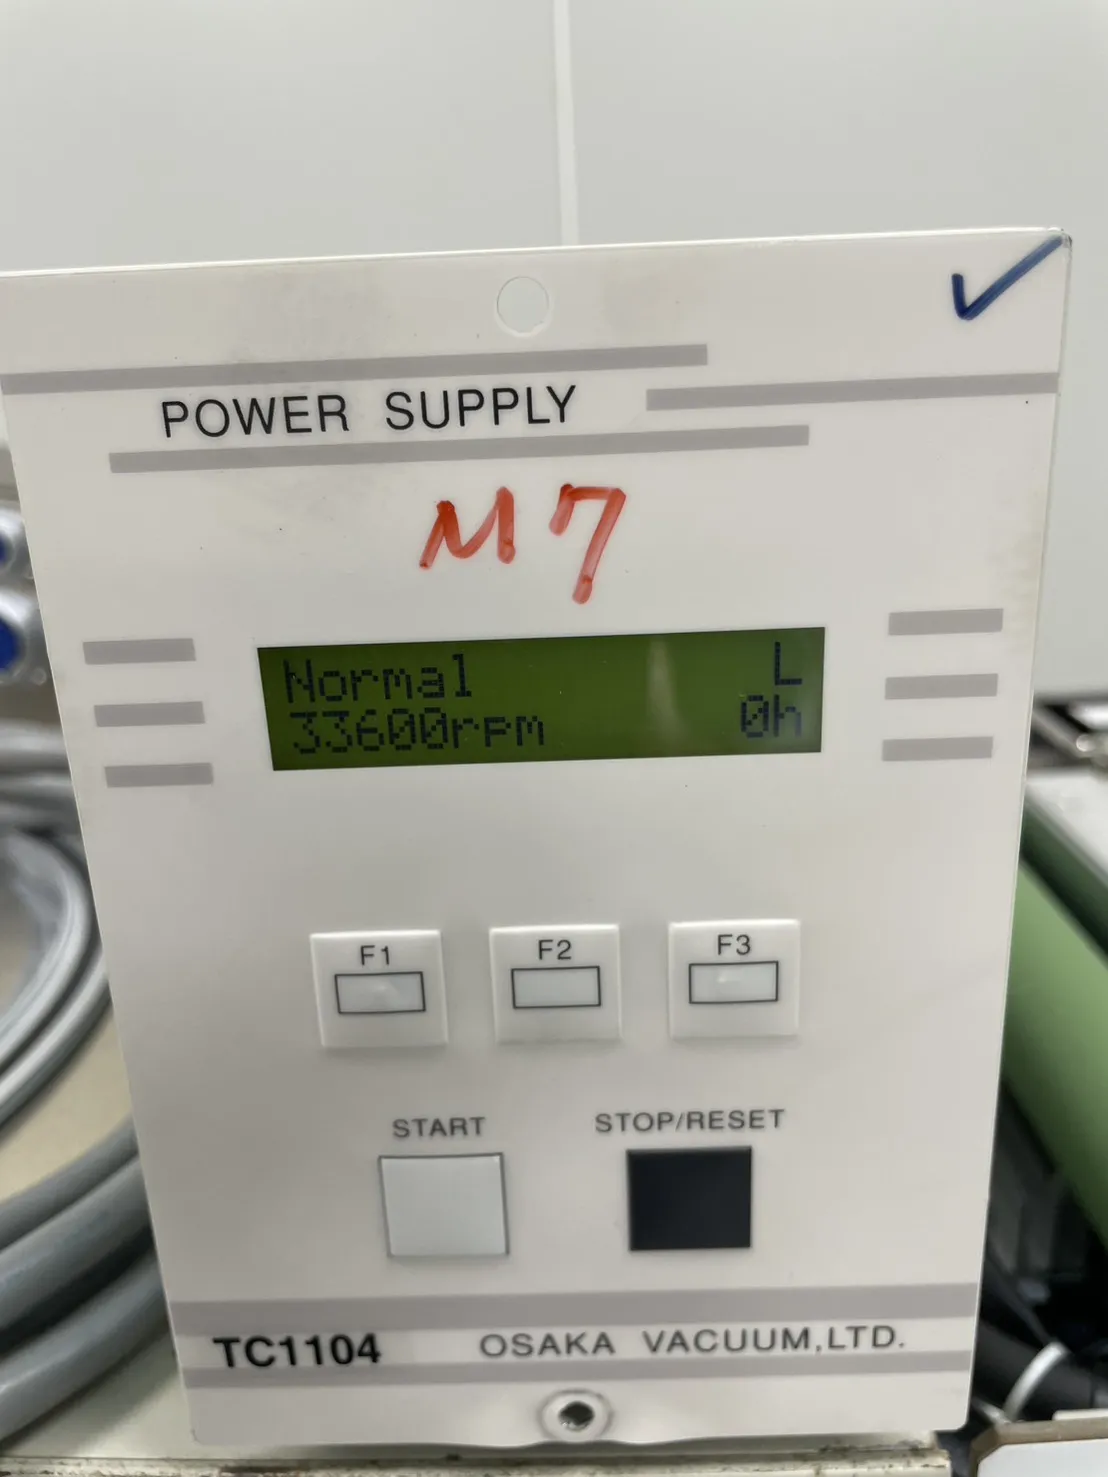 POWER SUPPLY
M7
Normal L
33600rpm 0h
F1 F2 F3
START STOP/RESET
TC1104 OSAKA VACUUM,LTD.